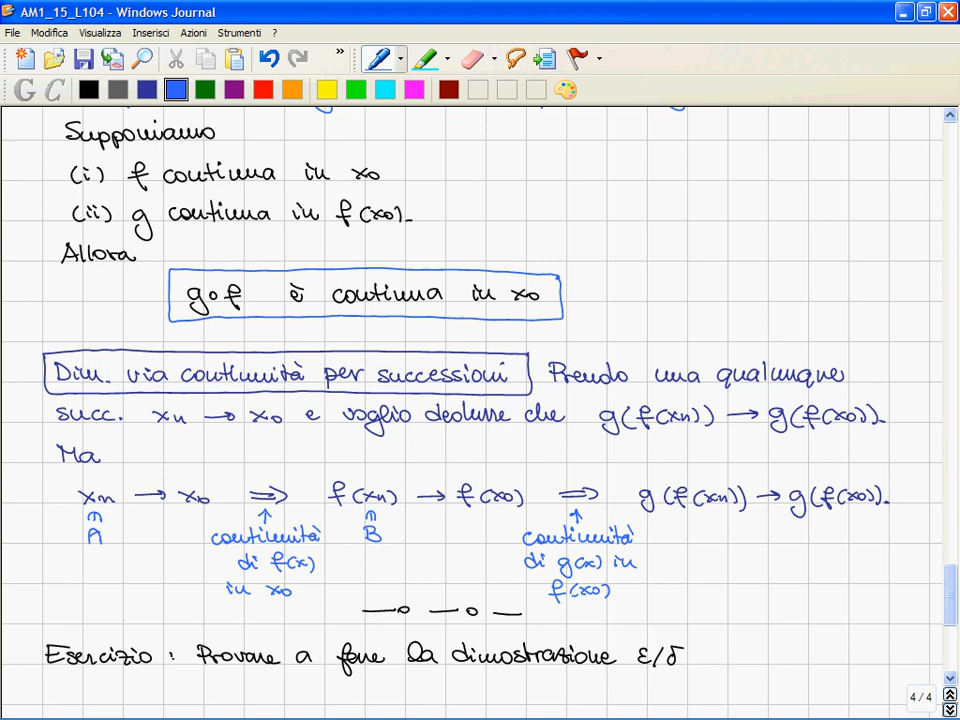 AM1_15_L104 - Windows Journal
File Modifica Visualizza Inserisci Azioni Strumenti ?
»
G C
Supponiamo
(i) f continua in x0
(ii) g continua in f(x0).
Allora
g∘f è continua in x0
Dim. via continuità per successioni Prendo una qualunque
succ. xn → x0 e voglio dedurre che g(f(xn)) → g(f(x0)).
Ma
xn → x0 ⇒ f(xn) → f(x0) ⇒ g(f(xn)) → g(f(x0)).
A continuità B continuità
di f(x) di g(x) in
in x0 f(x0)
Esercizio : Provare a fare la dimostrazione ε/δ
4 / 4